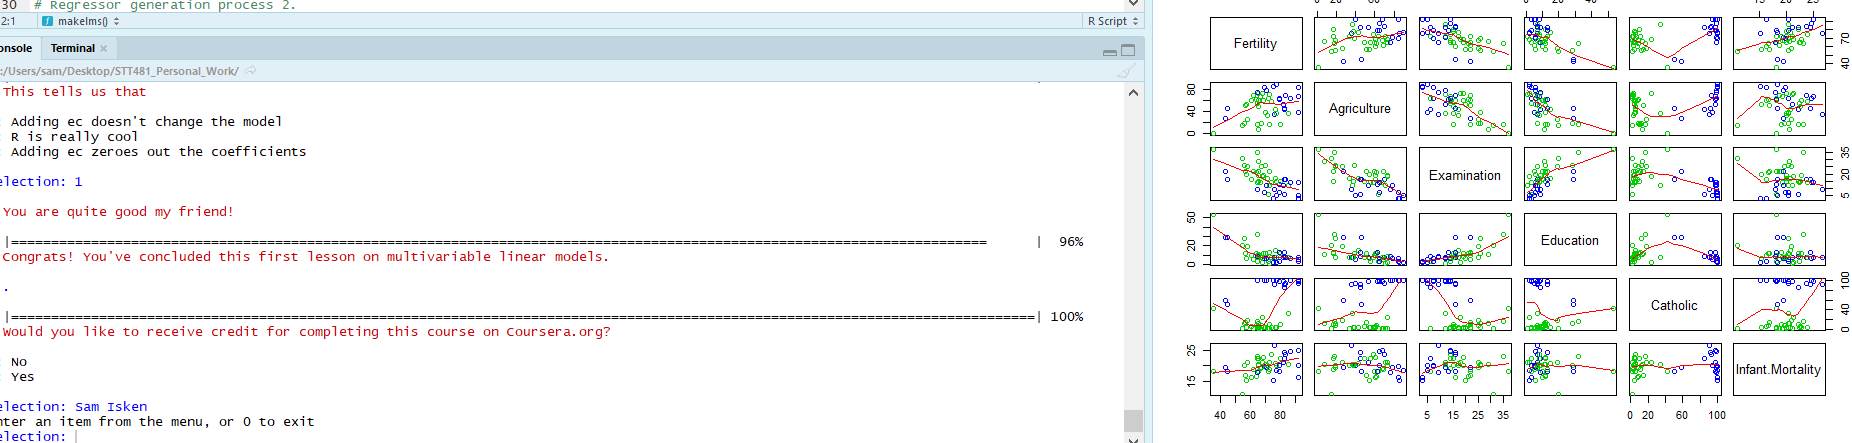 30 # Regressor generation process 2.
2:1 makelms() R Script
onsole Terminal ×
:/Users/sam/Desktop/STT481_Personal_Work/
This tells us that
Adding ec doesn't change the model
R is really cool
Adding ec zeroes out the coefficients
election: 1
You are quite good my friend!
|==============================================================================| 96%
Congrats! You've concluded this first lesson on multivariable linear models.
.
|==================================================================================| 100%
Would you like to receive credit for completing this course on Coursera.org?
No
Yes
election: Sam Isken
nter an item from the menu, or 0 to exit
election:
0 20 60 0 20 40 15 20 25
Fertility 40 70
0 40 80 Agriculture
Examination 5 20 35
0 20 50 Education
Catholic 0 40 100
15 25 Infant.Mortality
40 60 80 5 15 25 35 0 20 60 100